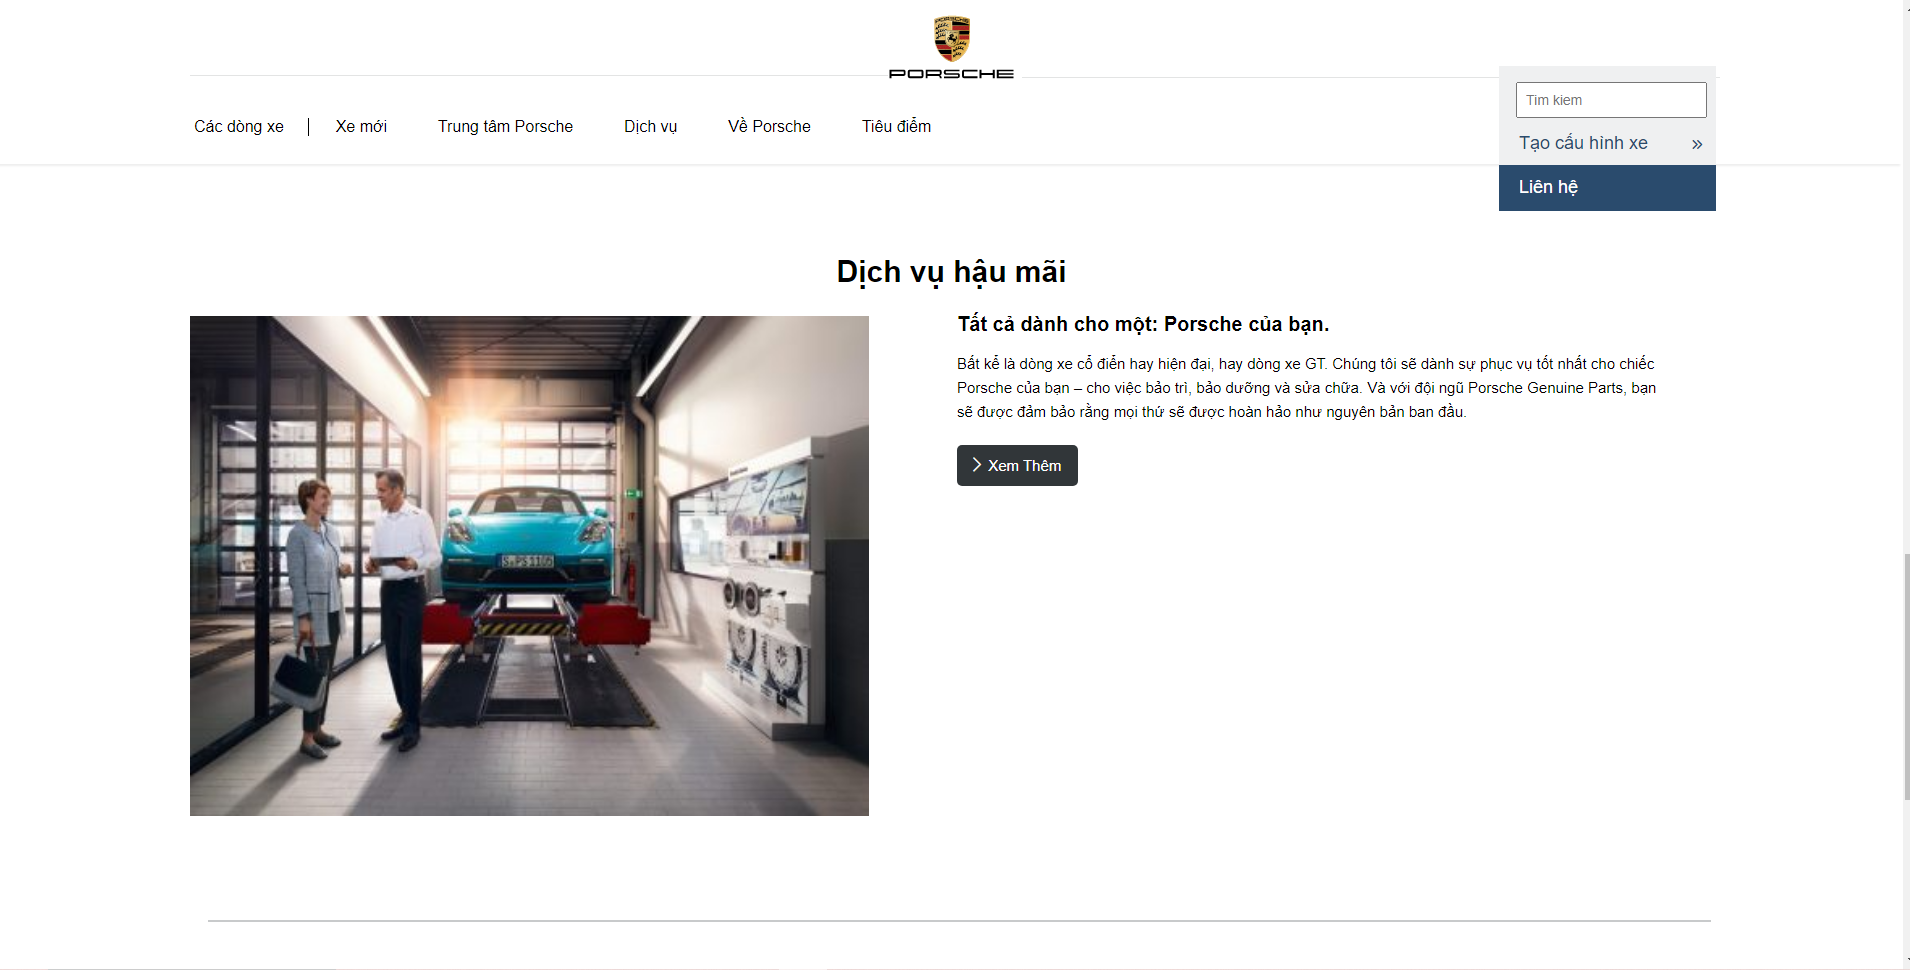 PORSCHE
Tim kiem
Tạo cấu hình xe »
Liên hệ
Các dòng xe | Xe mới Trung tâm Porsche Dịch vụ Về Porsche Tiêu điểm
Dịch vụ hậu mãi
Tất cả dành cho một: Porsche của bạn.
Bất kể là dòng xe cổ điển hay hiện đại, hay dòng xe GT. Chúng tôi sẽ dành sự phục vụ tốt nhất cho chiếc
Porsche của bạn – cho việc bảo trì, bảo dưỡng và sửa chữa. Và với đội ngũ Porsche Genuine Parts, bạn
sẽ được đảm bảo rằng mọi thứ sẽ được hoàn hảo như nguyên bản ban đầu.
Xem Thêm
S PS 1105